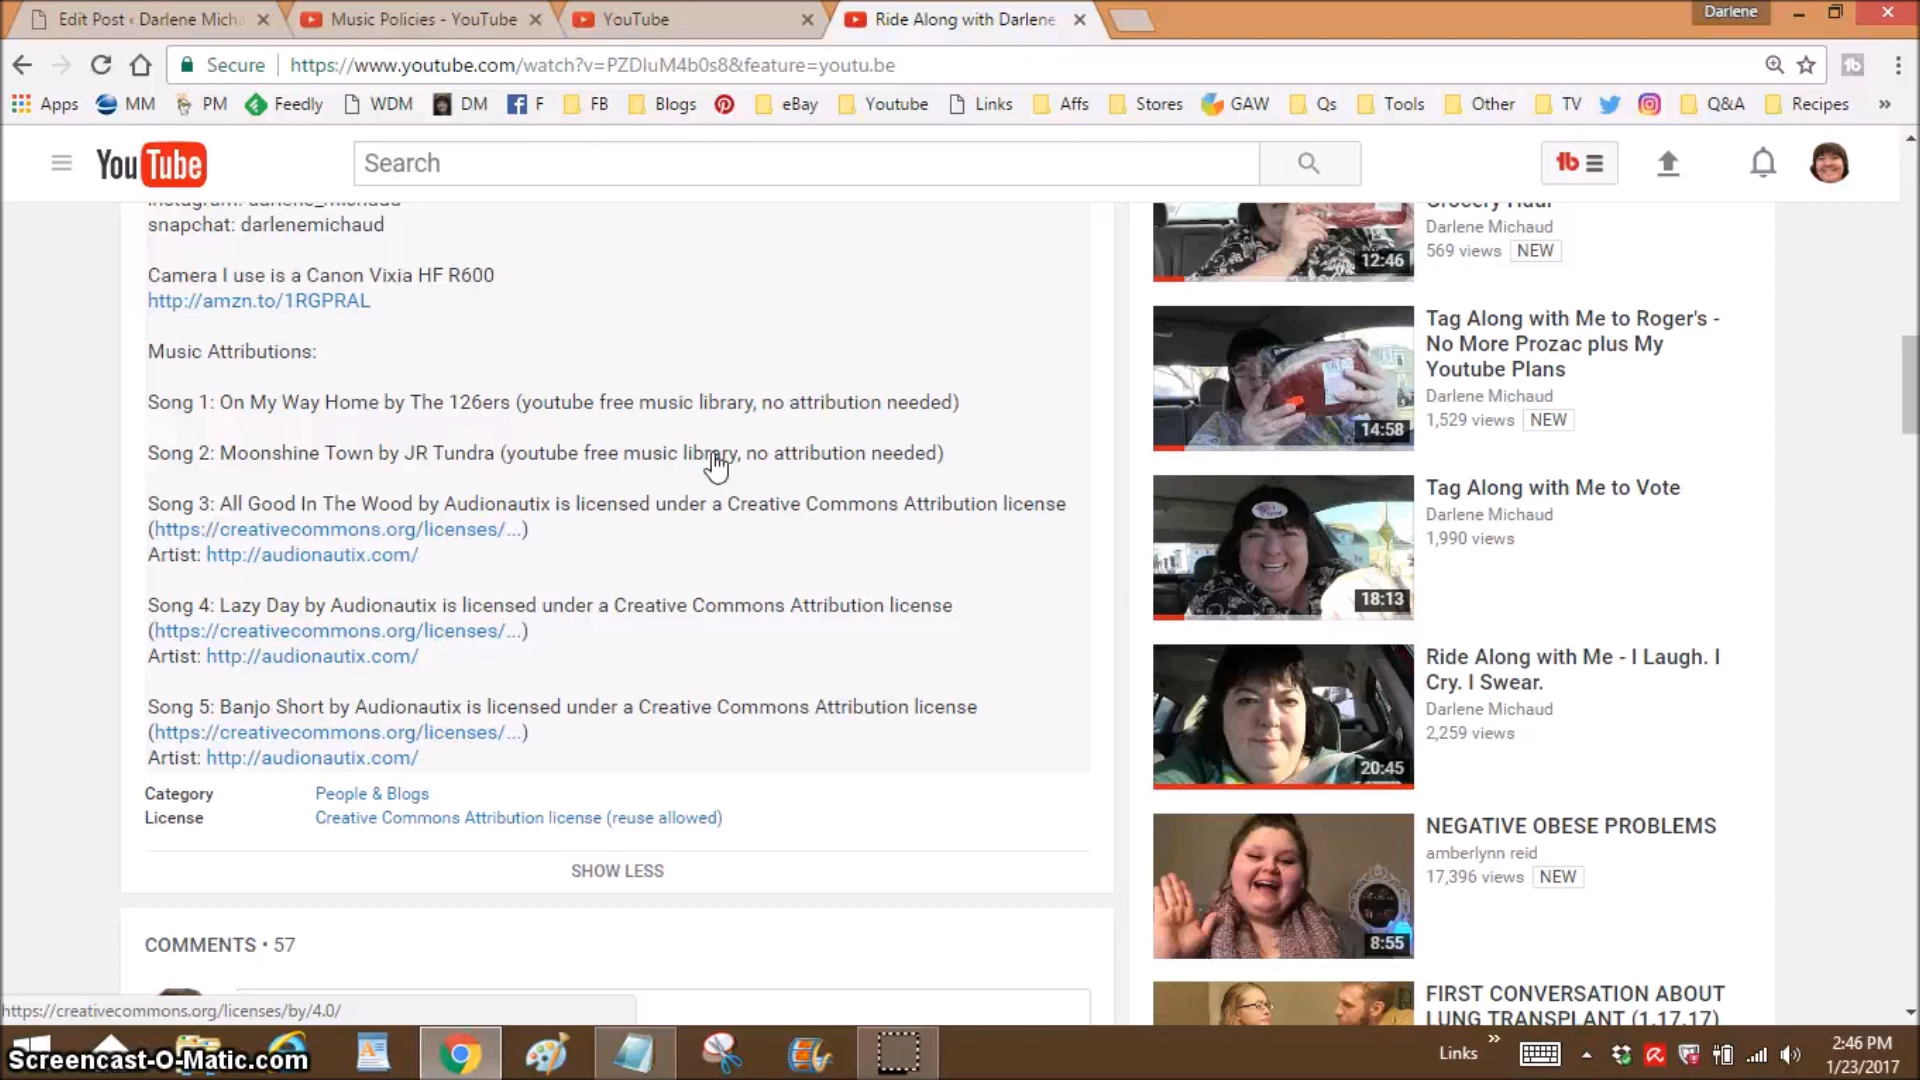 Edit Post ‹ Darlene Mich
Music Policies - YouTube
YouTube
Ride Along with Darlene
Darlene
Secure
https://www.youtube.com/watch?v=PZDIuM4b0s8&feature=youtu.be
Apps MM PM Feedly WDM DM F FB Blogs eBay Youtube Links Affs Stores GAW Qs Tools Other TV Q&A Recipes »
YouTube
Search
snapchat: darlenemichaud
Camera I use is a Canon Vixia HF R600
http://amzn.to/1RGPRAL
Music Attributions:
Song 1: On My Way Home by The 126ers (youtube free music library, no attribution needed)
Song 2: Moonshine Town by JR Tundra (youtube free music library, no attribution needed)
Song 3: All Good In The Wood by Audionautix is licensed under a Creative Commons Attribution license
(https://creativecommons.org/licenses/...)
Artist: http://audionautix.com/
Song 4: Lazy Day by Audionautix is licensed under a Creative Commons Attribution license
(https://creativecommons.org/licenses/...)
Artist: http://audionautix.com/
Song 5: Banjo Short by Audionautix is licensed under a Creative Commons Attribution license
(https://creativecommons.org/licenses/...)
Artist: http://audionautix.com/
Category People & Blogs
License Creative Commons Attribution license (reuse allowed)
SHOW LESS
COMMENTS • 57
Darlene Michaud
569 views NEW
12:46
Tag Along with Me to Roger's -
No More Prozac plus My
Youtube Plans
Darlene Michaud
1,529 views NEW
14:58
Tag Along with Me to Vote
Darlene Michaud
1,990 views
18:13
Ride Along with Me - I Laugh. I
Cry. I Swear.
Darlene Michaud
2,259 views
20:45
NEGATIVE OBESE PROBLEMS
amberlynn reid
17,396 views NEW
8:55
FIRST CONVERSATION ABOUT
LUNG TRANSPLANT (1.17.17)
https://creativecommons.org/licenses/by/4.0/
Screencast-O-Matic.com
Links »
2:46 PM
1/23/2017